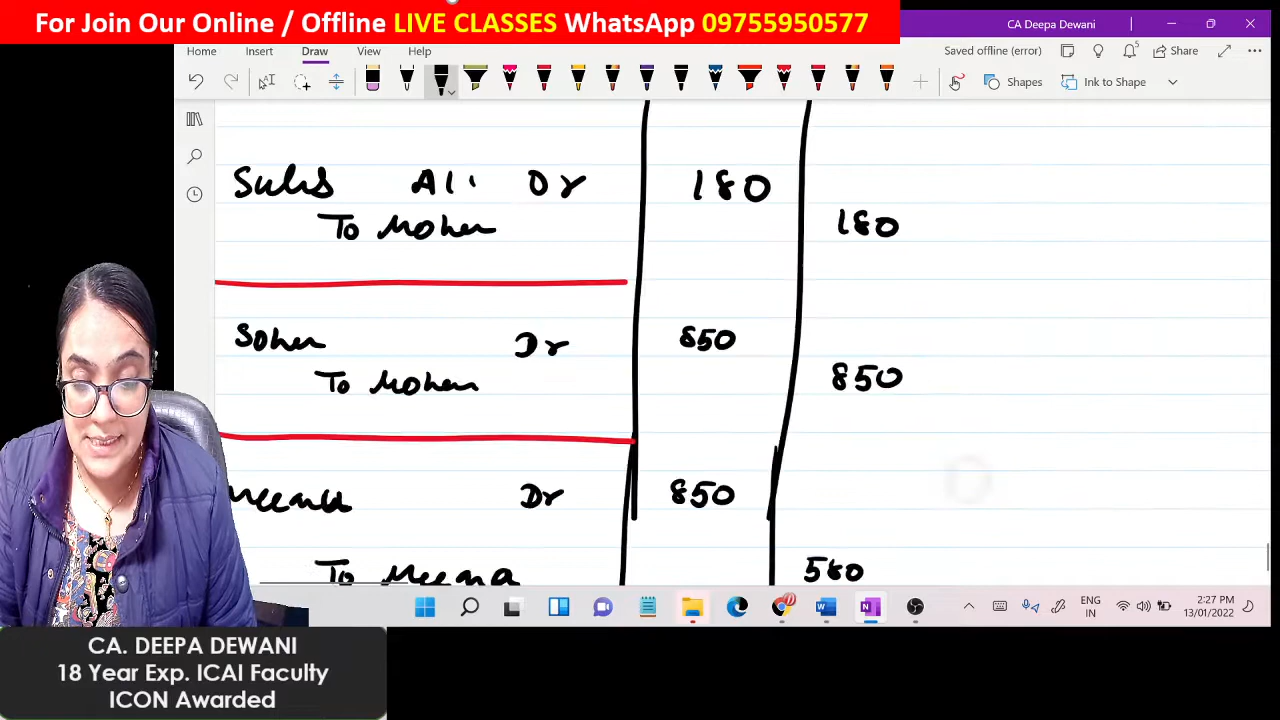 For Join Our Online / Offline LIVE CLASSES WhatsApp 09755950577
CA Deepa Dewani
Home Insert Draw View Help
Saved offline (error) Share
Shapes Ink to Shape
A/c Dr 180
To Mohan 180
Sohan Dr 850
To Mohan 850
Dr 850
To Meena 580
ENG
IN
2:27 PM
13/01/2022
CA. DEEPA DEWANI
18 Year Exp. ICAI Faculty
ICON Awarded